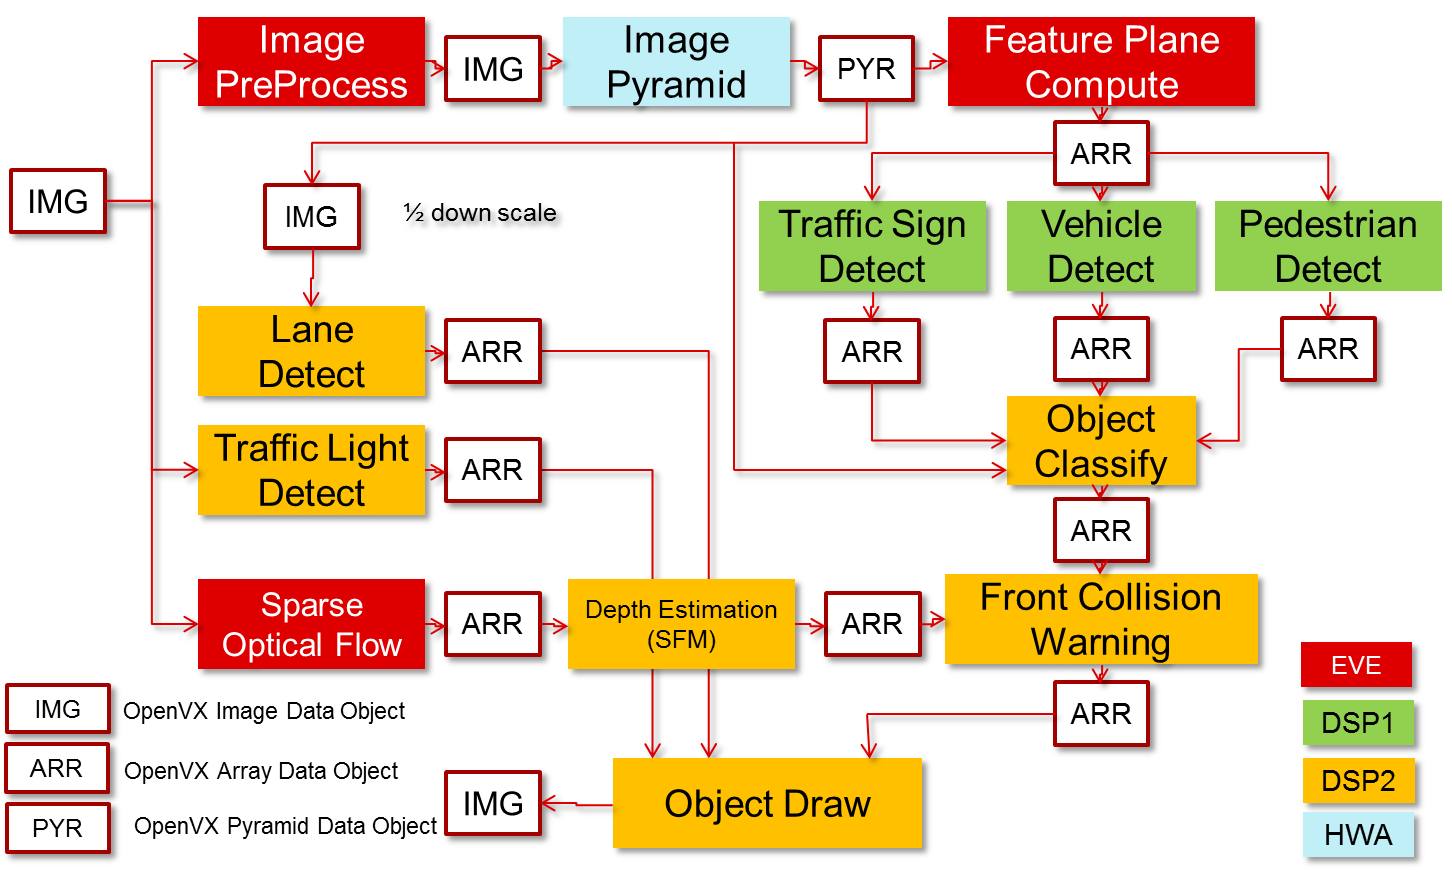 Image
PreProcess
IMG
Image
Pyramid
PYR
Feature Plane
Compute
ARR
IMG
IMG
½ down scale
Traffic Sign
Detect
Vehicle
Detect
Pedestrian
Detect
Lane
Detect
ARR
ARR
ARR
ARR
Object
Classify
Traffic Light
Detect
ARR
ARR
Sparse
Optical Flow
ARR
Depth Estimation
(SFM)
ARR
Front Collision
Warning
ARR
IMG
OpenVX Image Data Object
ARR
OpenVX Array Data Object
PYR
OpenVX Pyramid Data Object
IMG
Object Draw
EVE
DSP1
DSP2
HWA